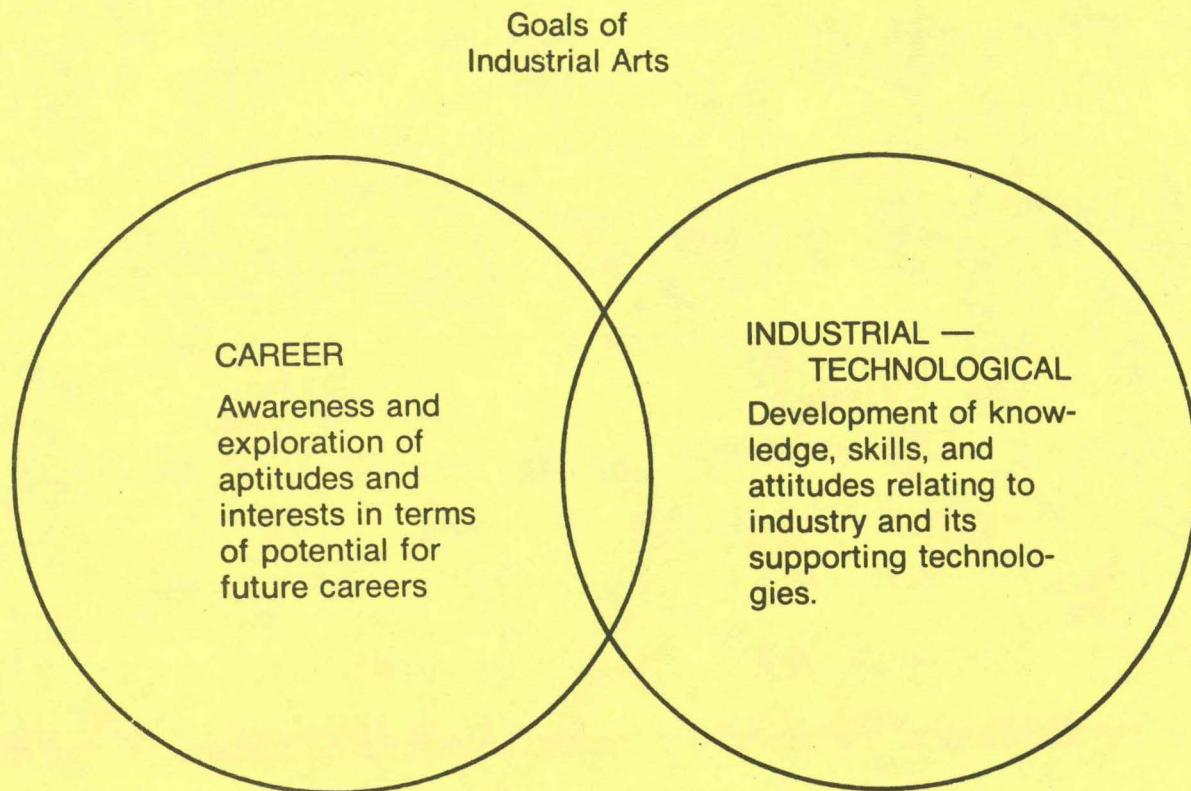 Goals of
Industrial Arts
CAREER
Awareness and
exploration of
aptitudes and
interests in terms
of potential for
future careers
INDUSTRIAL —
TECHNOLOGICAL
Development of know-
ledge, skills, and
attitudes relating to
industry and its
supporting technolo-
gies.